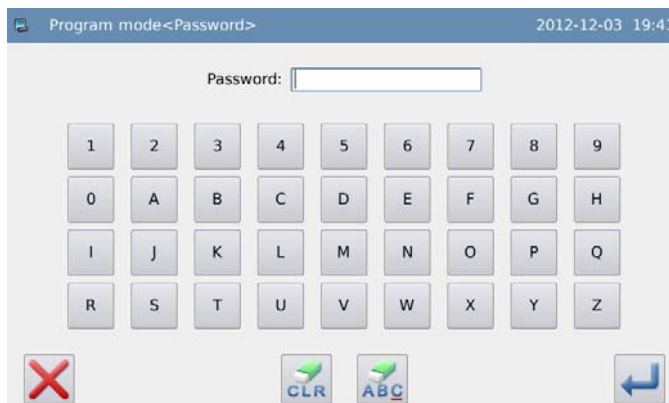 Program mode<Password> 2012-12-03 19:41
Password:
1 2 3 4 5 6 7 8 9
0 A B C D E F G H
I J K L M N O P Q
R S T U V W X Y Z
CLR ABC